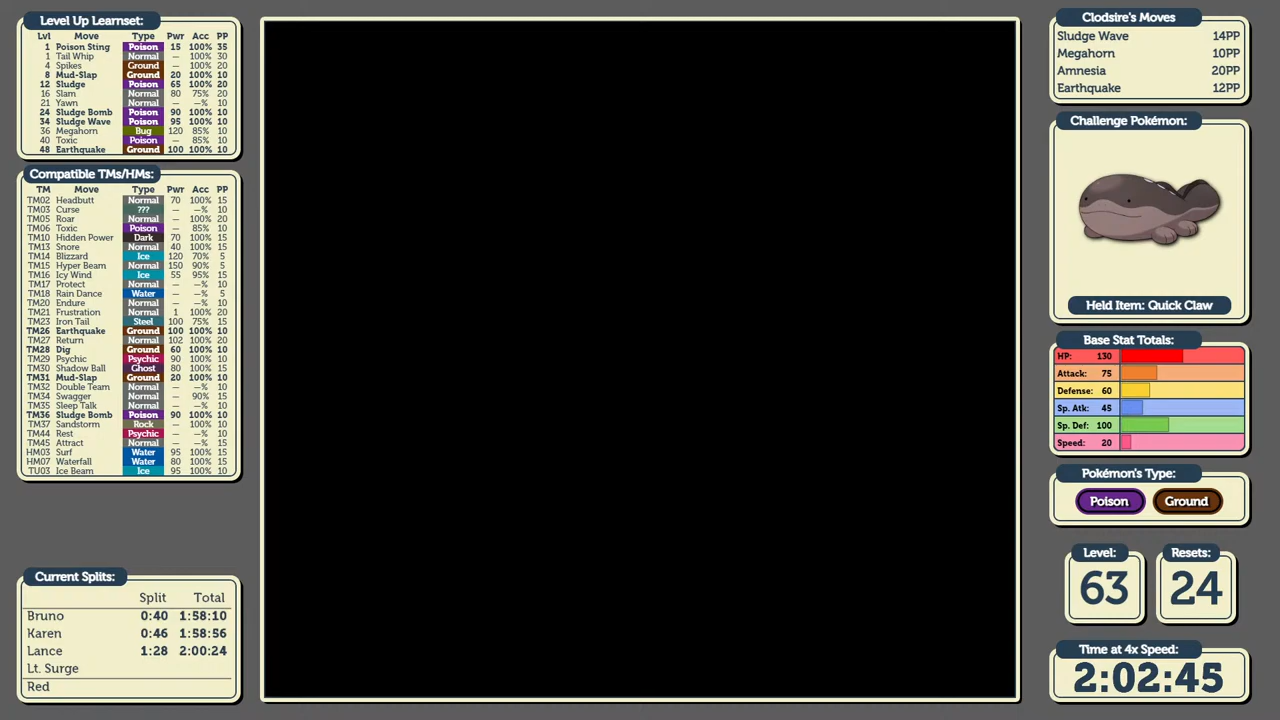 Level Up Learnset:
Lvl Move Type Pwr Acc PP
1 Poison Sting Poison 15 100% 35
1 Tail Whip Normal — 100% 30
4 Spikes Ground — 100% 20
8 Mud-Slap Ground 20 100% 10
12 Sludge Poison 65 100% 20
16 Slam Normal 80 75% 20
21 Yawn Normal — —% 10
24 Sludge Bomb Poison 90 100% 10
34 Sludge Wave Poison 95 100% 10
36 Megahorn Bug 120 85% 10
40 Toxic Poison — 85% 10
48 Earthquake Ground 100 100% 10
Compatible TMs/HMs:
TM Move Type Pwr Acc PP
TM02 Headbutt Normal 70 100% 15
TM03 Curse ??? — —% 10
TM05 Roar Normal — 100% 20
TM06 Toxic Poison — 85% 10
TM10 Hidden Power Dark 70 100% 15
TM13 Snore Normal 40 100% 15
TM14 Blizzard Ice 120 70% 5
TM15 Hyper Beam Normal 150 90% 5
TM16 Icy Wind Ice 55 95% 15
TM17 Protect Normal — —% 10
TM18 Rain Dance Water — —% 5
TM20 Endure Normal — —% 10
TM21 Frustration Normal 1 100% 20
TM23 Iron Tail Steel 100 75% 15
TM26 Earthquake Ground 100 100% 10
TM27 Return Normal 102 100% 20
TM28 Dig Ground 60 100% 10
TM29 Psychic Psychic 90 100% 10
TM30 Shadow Ball Ghost 80 100% 15
TM31 Mud-Slap Ground 20 100% 10
TM32 Double Team Normal — —% 10
TM34 Swagger Normal — 90% 15
TM35 Sleep Talk Normal — —% 10
TM36 Sludge Bomb Poison 90 100% 10
TM37 Sandstorm Rock — 100% 10
TM44 Rest Psychic — —% 10
TM45 Attract Normal — —% 15
HM03 Surf Water 95 100% 15
HM07 Waterfall Water 80 100% 15
TU03 Ice Beam Ice 95 100% 10
Current Splits:
Split Total
Bruno 0:40 1:58:10
Karen 0:46 1:58:56
Lance 1:28 2:00:24
Lt. Surge
Red
Clodsire's Moves
Sludge Wave 14PP
Megahorn 10PP
Amnesia 20PP
Earthquake 12PP
Challenge Pokémon:
Held Item: Quick Claw
Base Stat Totals:
HP: 130
Attack: 75
Defense: 60
Sp. Atk: 45
Sp. Def: 100
Speed: 20
Pokémon's Type:
Poison Ground
Level: Resets:
63 24
Time at 4x Speed:
2:02:45